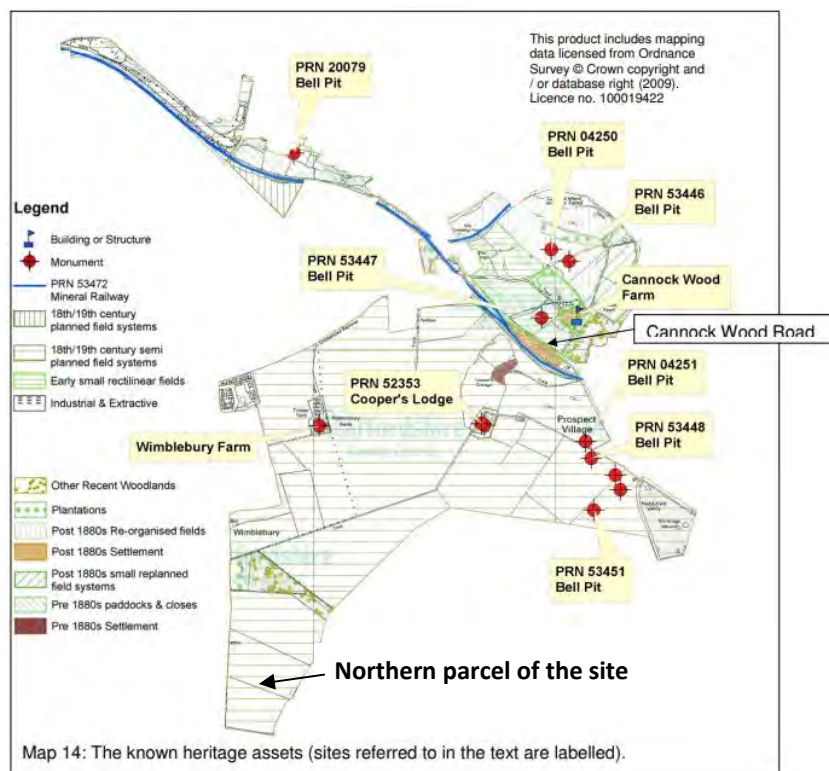 This product includes mapping
data licensed from Ordnance
Survey © Crown copyright and
/ or database right (2009).
Licence no. 100019422
PRN 20079
Bell Pit
PRN 04250
Bell Pit
PRN 53446
Bell Pit
PRN 53447
Bell Pit
Cannock Wood
Farm
Cannock Wood Road
PRN 04251
Bell Pit
PRN 52353
Cooper's Lodge
Prospect
Village
PRN 53448
Bell Pit
Wimblebury Farm
Wimblebury
PRN 53451
Bell Pit
Legend
Building or Structure
Monument
PRN 53472
Mineral Railway
18th/19th century
planned field systems
18th/19th century semi
planned field systems
Early small rectilinear fields
Industrial & Extractive
Other Recent Woodlands
Plantations
Post 1880s Re-organised fields
Post 1880s Settlement
Post 1880s small replanned
field systems
Pre 1880s paddocks & closes
Pre 1880s Settlement
Northern parcel of the site
Map 14: The known heritage assets (sites referred to in the text are labelled).